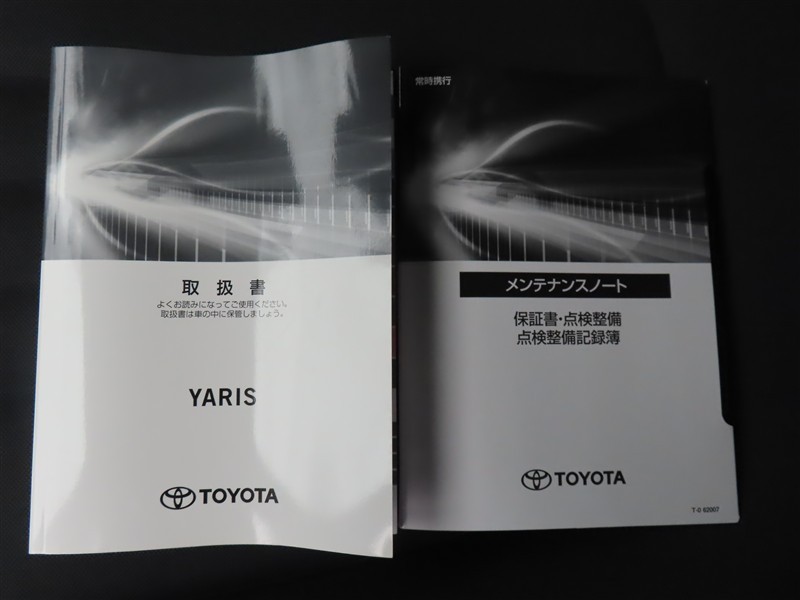 取扱書
よくお読みになってご使用ください。
取扱書は車の中に保管しましょう。
YARIS
TOYOTA
常時携行
メンテナンスノート
保証書・点検整備
点検整備記録簿
TOYOTA